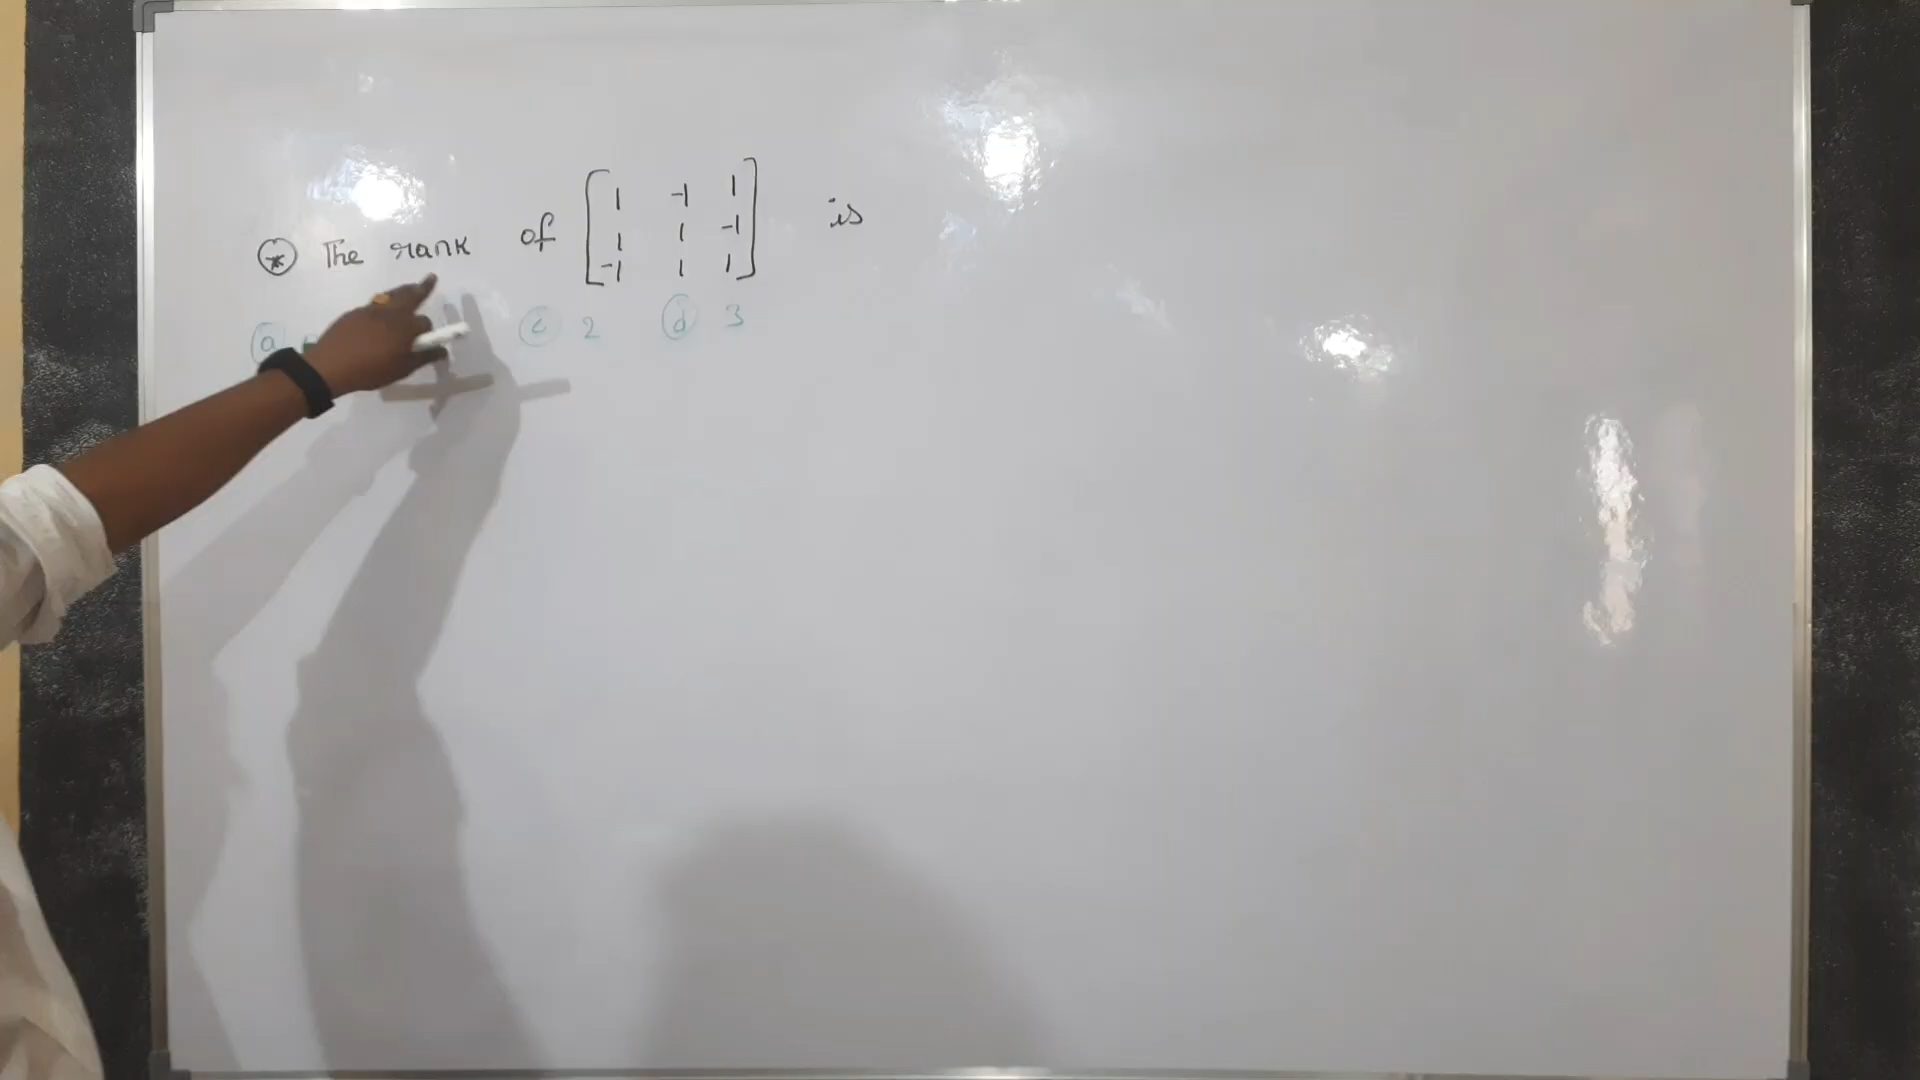 * The rank of [1 -1 1
1 1 -1
-1 1 1] is
a c 2 d 3